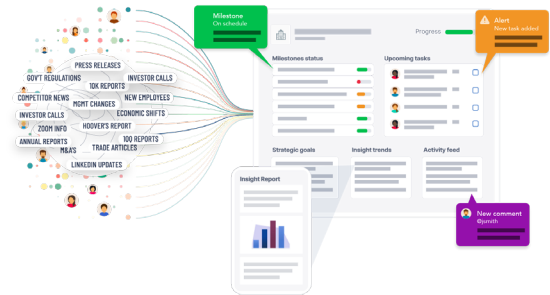 PRESS RELEASES
GOV'T REGULATIONS
INVESTOR CALLS
10K REPORTS
COMPETITOR NEWS
MGMT CHANGES
NEW EMPLOYEES
INVESTOR CALLS
ECONOMIC SHIFTS
ZOOM INFO
HOOVER'S REPORT
ANNUAL REPORTS
10Q REPORTS
M&A'S
TRADE ARTICLES
LINKEDIN UPDATES
Milestone
On schedule
Progress
Alert
New task added
Milestones status
Upcoming tasks
Strategic goals
Insight trends
Activity feed
Insight Report
New comment
@jsmith